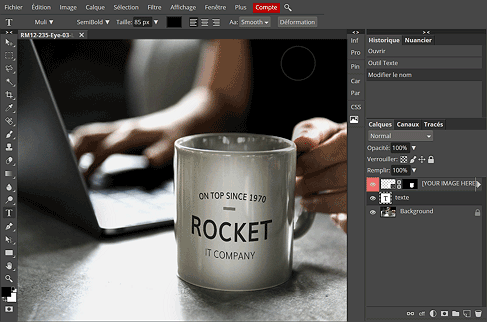 Fichier Édition Image Calque Sélection Filtre Affichage Fenêtre Plus Compte
T Muli SemiBold Taille: 85 px Aa: Smooth Déformation
RM12-235-Eye-03-
Inf
Pro
Pin
Car
Par
CSS
Historique Nuancier
Ouvrir
Outil Texte
Modifier le nom
Calques Canaux Tracés
Normal
Opacité: 100%
Verrouiller:
Remplir: 100%
[YOUR IMAGE HERE
T texte
Background
eff
ON TOP SINCE 1970
ROCKET
IT COMPANY